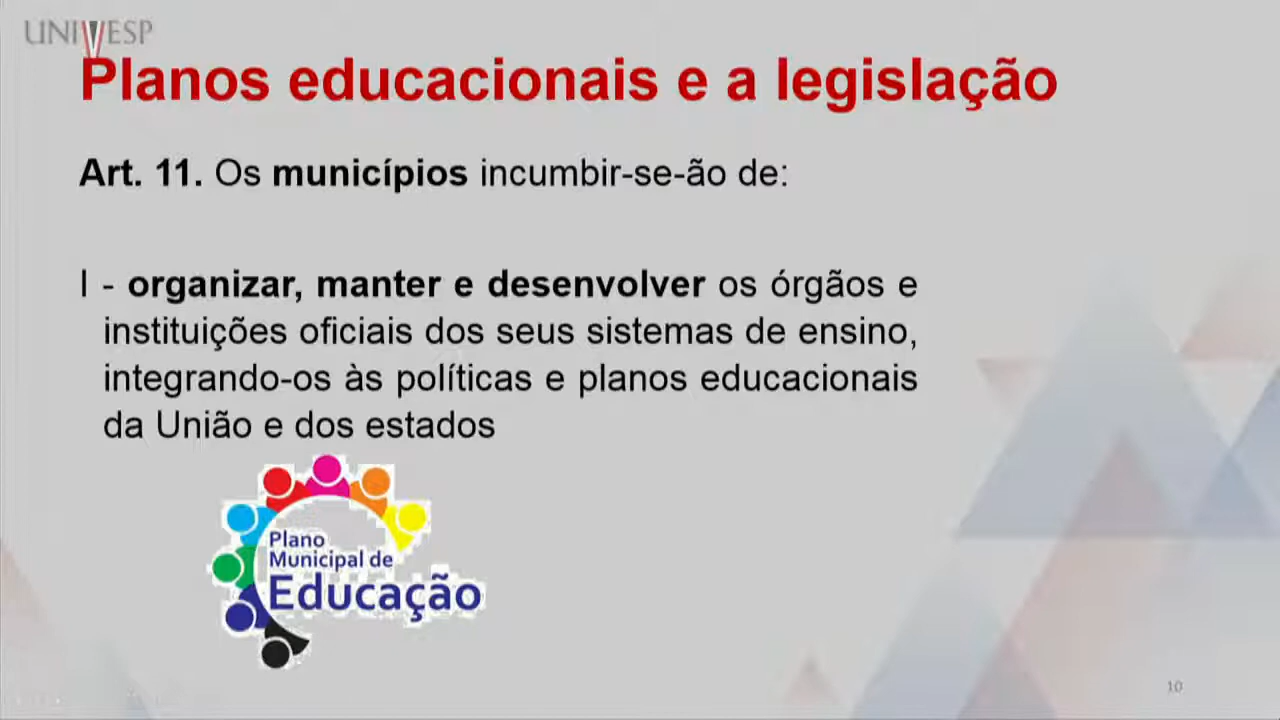 UNIVESP
Planos educacionais e a legislação
Art. 11. Os municípios incumbir-se-ão de:
I - organizar, manter e desenvolver os órgãos e
instituições oficiais dos seus sistemas de ensino,
integrando-os às políticas e planos educacionais
da União e dos estados
Plano
Municipal de
Educação
10